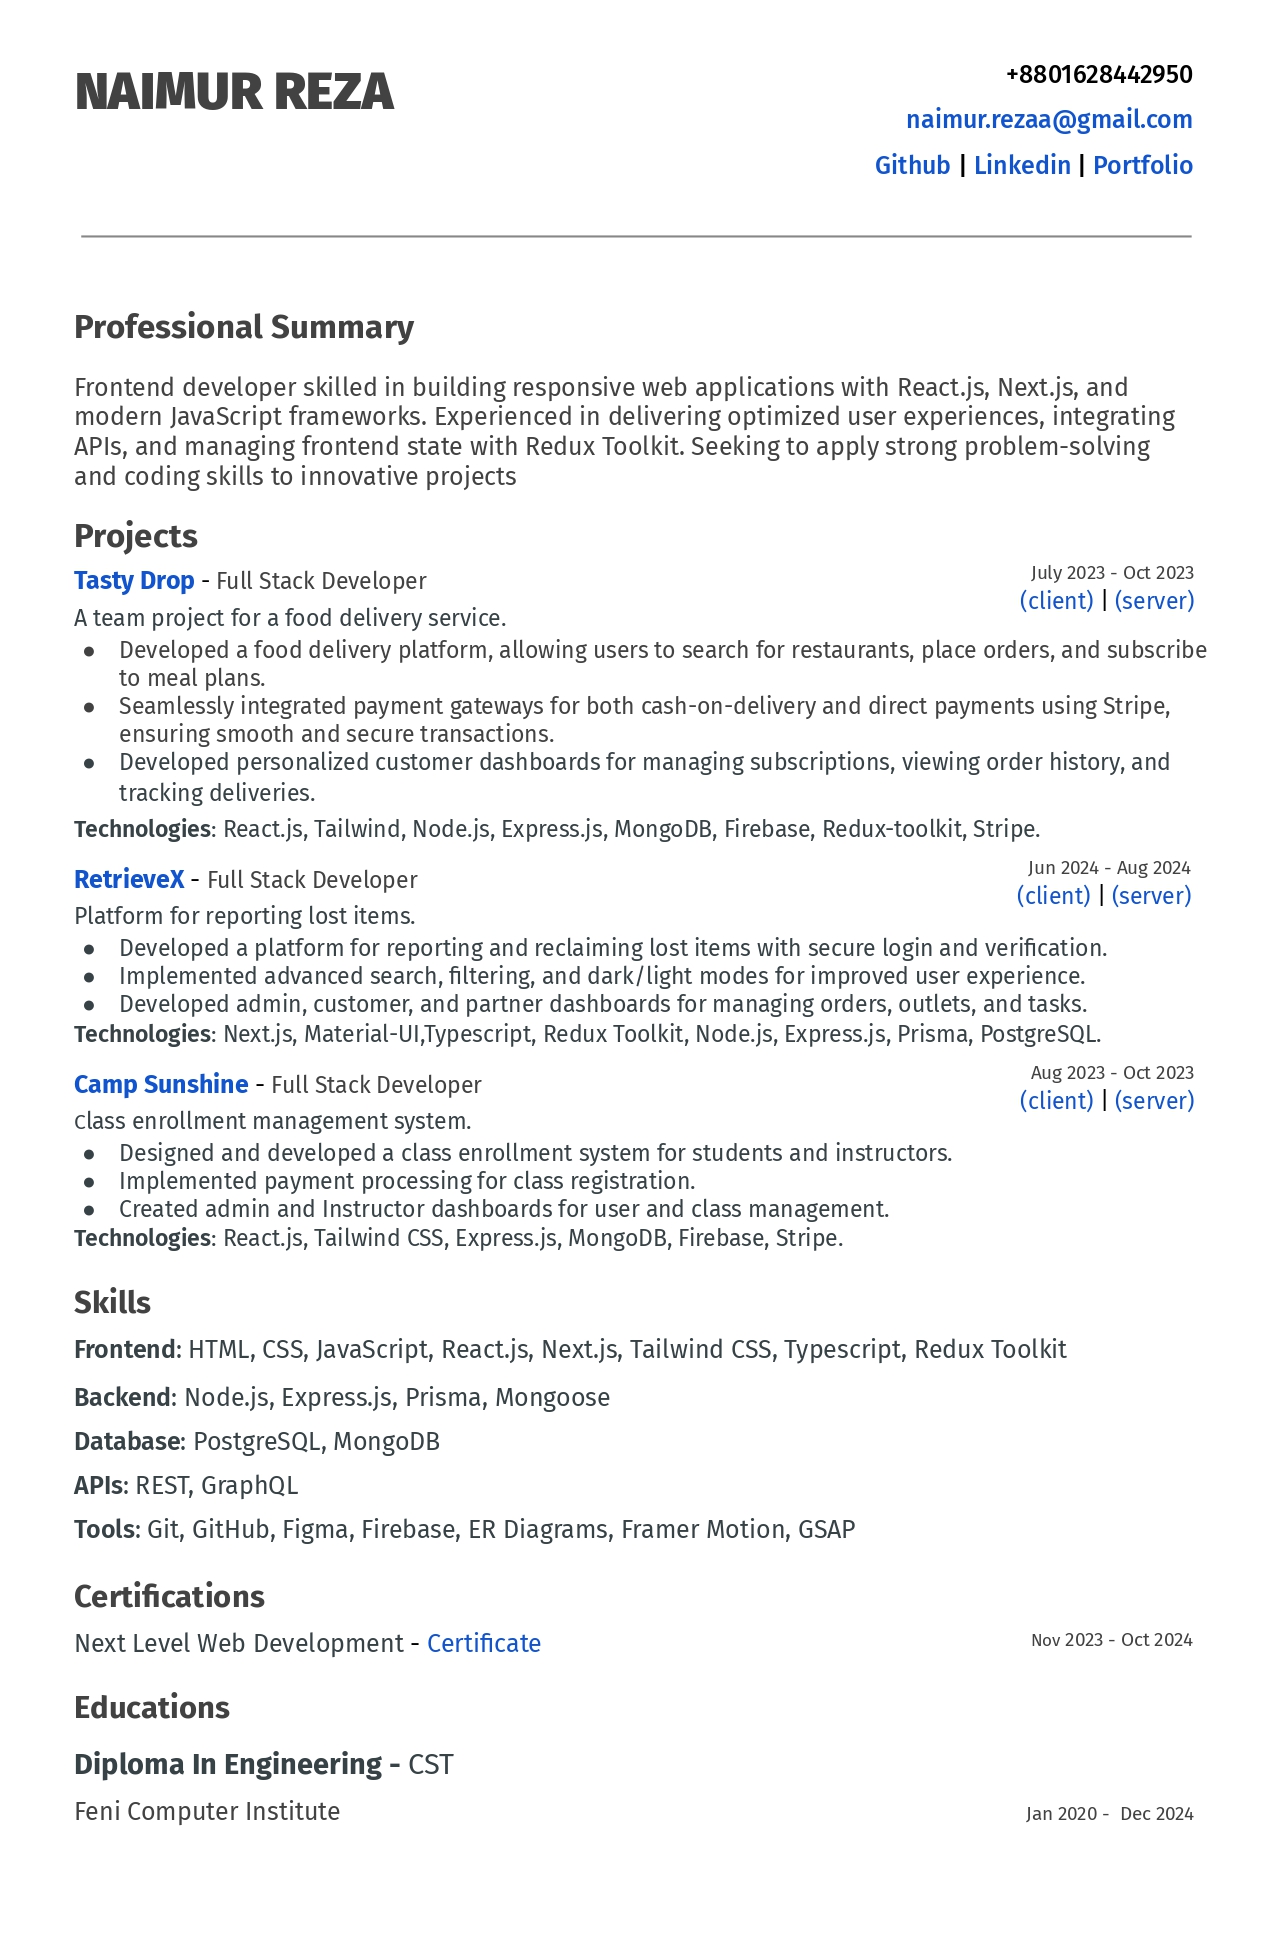 NAIMUR REZA
+8801628442950
naimur.rezaa@gmail.com
Github | Linkedin | Portfolio
Professional Summary
Frontend developer skilled in building responsive web applications with React.js, Next.js, and
modern JavaScript frameworks. Experienced in delivering optimized user experiences, integrating
APIs, and managing frontend state with Redux Toolkit. Seeking to apply strong problem-solving
and coding skills to innovative projects
Projects
Tasty Drop - Full Stack Developer
July 2023 - Oct 2023
(client) | (server)
A team project for a food delivery service.
● Developed a food delivery platform, allowing users to search for restaurants, place orders, and subscribe
to meal plans.
● Seamlessly integrated payment gateways for both cash-on-delivery and direct payments using Stripe,
ensuring smooth and secure transactions.
● Developed personalized customer dashboards for managing subscriptions, viewing order history, and
tracking deliveries.
Technologies: React.js, Tailwind, Node.js, Express.js, MongoDB, Firebase, Redux-toolkit, Stripe.
RetrieveX - Full Stack Developer
Jun 2024 - Aug 2024
(client) | (server)
Platform for reporting lost items.
● Developed a platform for reporting and reclaiming lost items with secure login and verification.
● Implemented advanced search, filtering, and dark/light modes for improved user experience.
● Developed admin, customer, and partner dashboards for managing orders, outlets, and tasks.
Technologies: Next.js, Material-UI,Typescript, Redux Toolkit, Node.js, Express.js, Prisma, PostgreSQL.
Camp Sunshine - Full Stack Developer
Aug 2023 - Oct 2023
(client) | (server)
Class enrollment management system.
● Designed and developed a class enrollment system for students and instructors.
● Implemented payment processing for class registration.
● Created admin and Instructor dashboards for user and class management.
Technologies: React.js, Tailwind CSS, Express.js, MongoDB, Firebase, Stripe.
Skills
Frontend: HTML, CSS, JavaScript, React.js, Next.js, Tailwind CSS, Typescript, Redux Toolkit
Backend: Node.js, Express.js, Prisma, Mongoose
Database: PostgreSQL, MongoDB
APIs: REST, GraphQL
Tools: Git, GitHub, Figma, Firebase, ER Diagrams, Framer Motion, GSAP
Certifications
Next Level Web Development - Certificate
Nov 2023 - Oct 2024
Educations
Diploma In Engineering - CST
Feni Computer Institute
Jan 2020 - Dec 2024